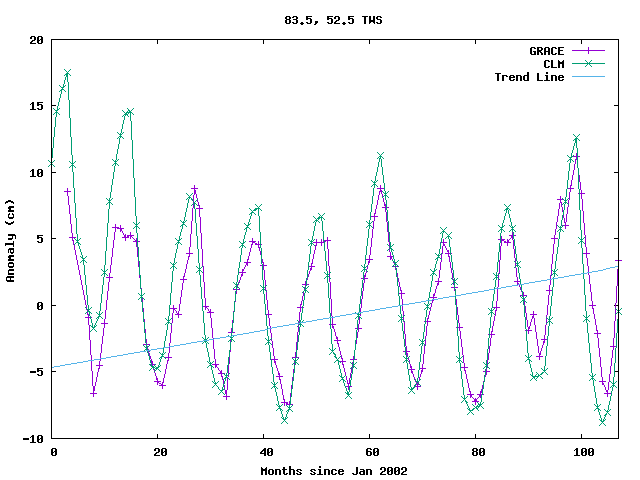 83.5, 52.5 TWS
GRACE
CLM
Trend Line
20
15
10
5
0
-5
-10
Anomaly (cm)
0 20 40 60 80 100
Months since Jan 2002